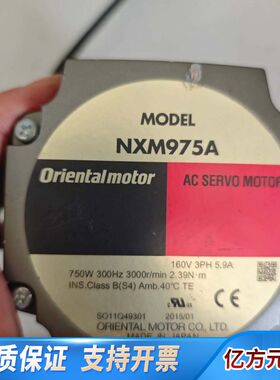 MODEL
NXM975A
Orientalmotor
AC SERVO MOTOR
160V 3PH 5.9A
750W 300Hz 3000r/min 2.39N·m
INS.Class B(S4) Amb.40℃ TE
SO11Q49301 2015/01
ORIENTAL MOTOR CO., LTD.
MADE IN JAPAN
质量保证 支持开票
亿方元